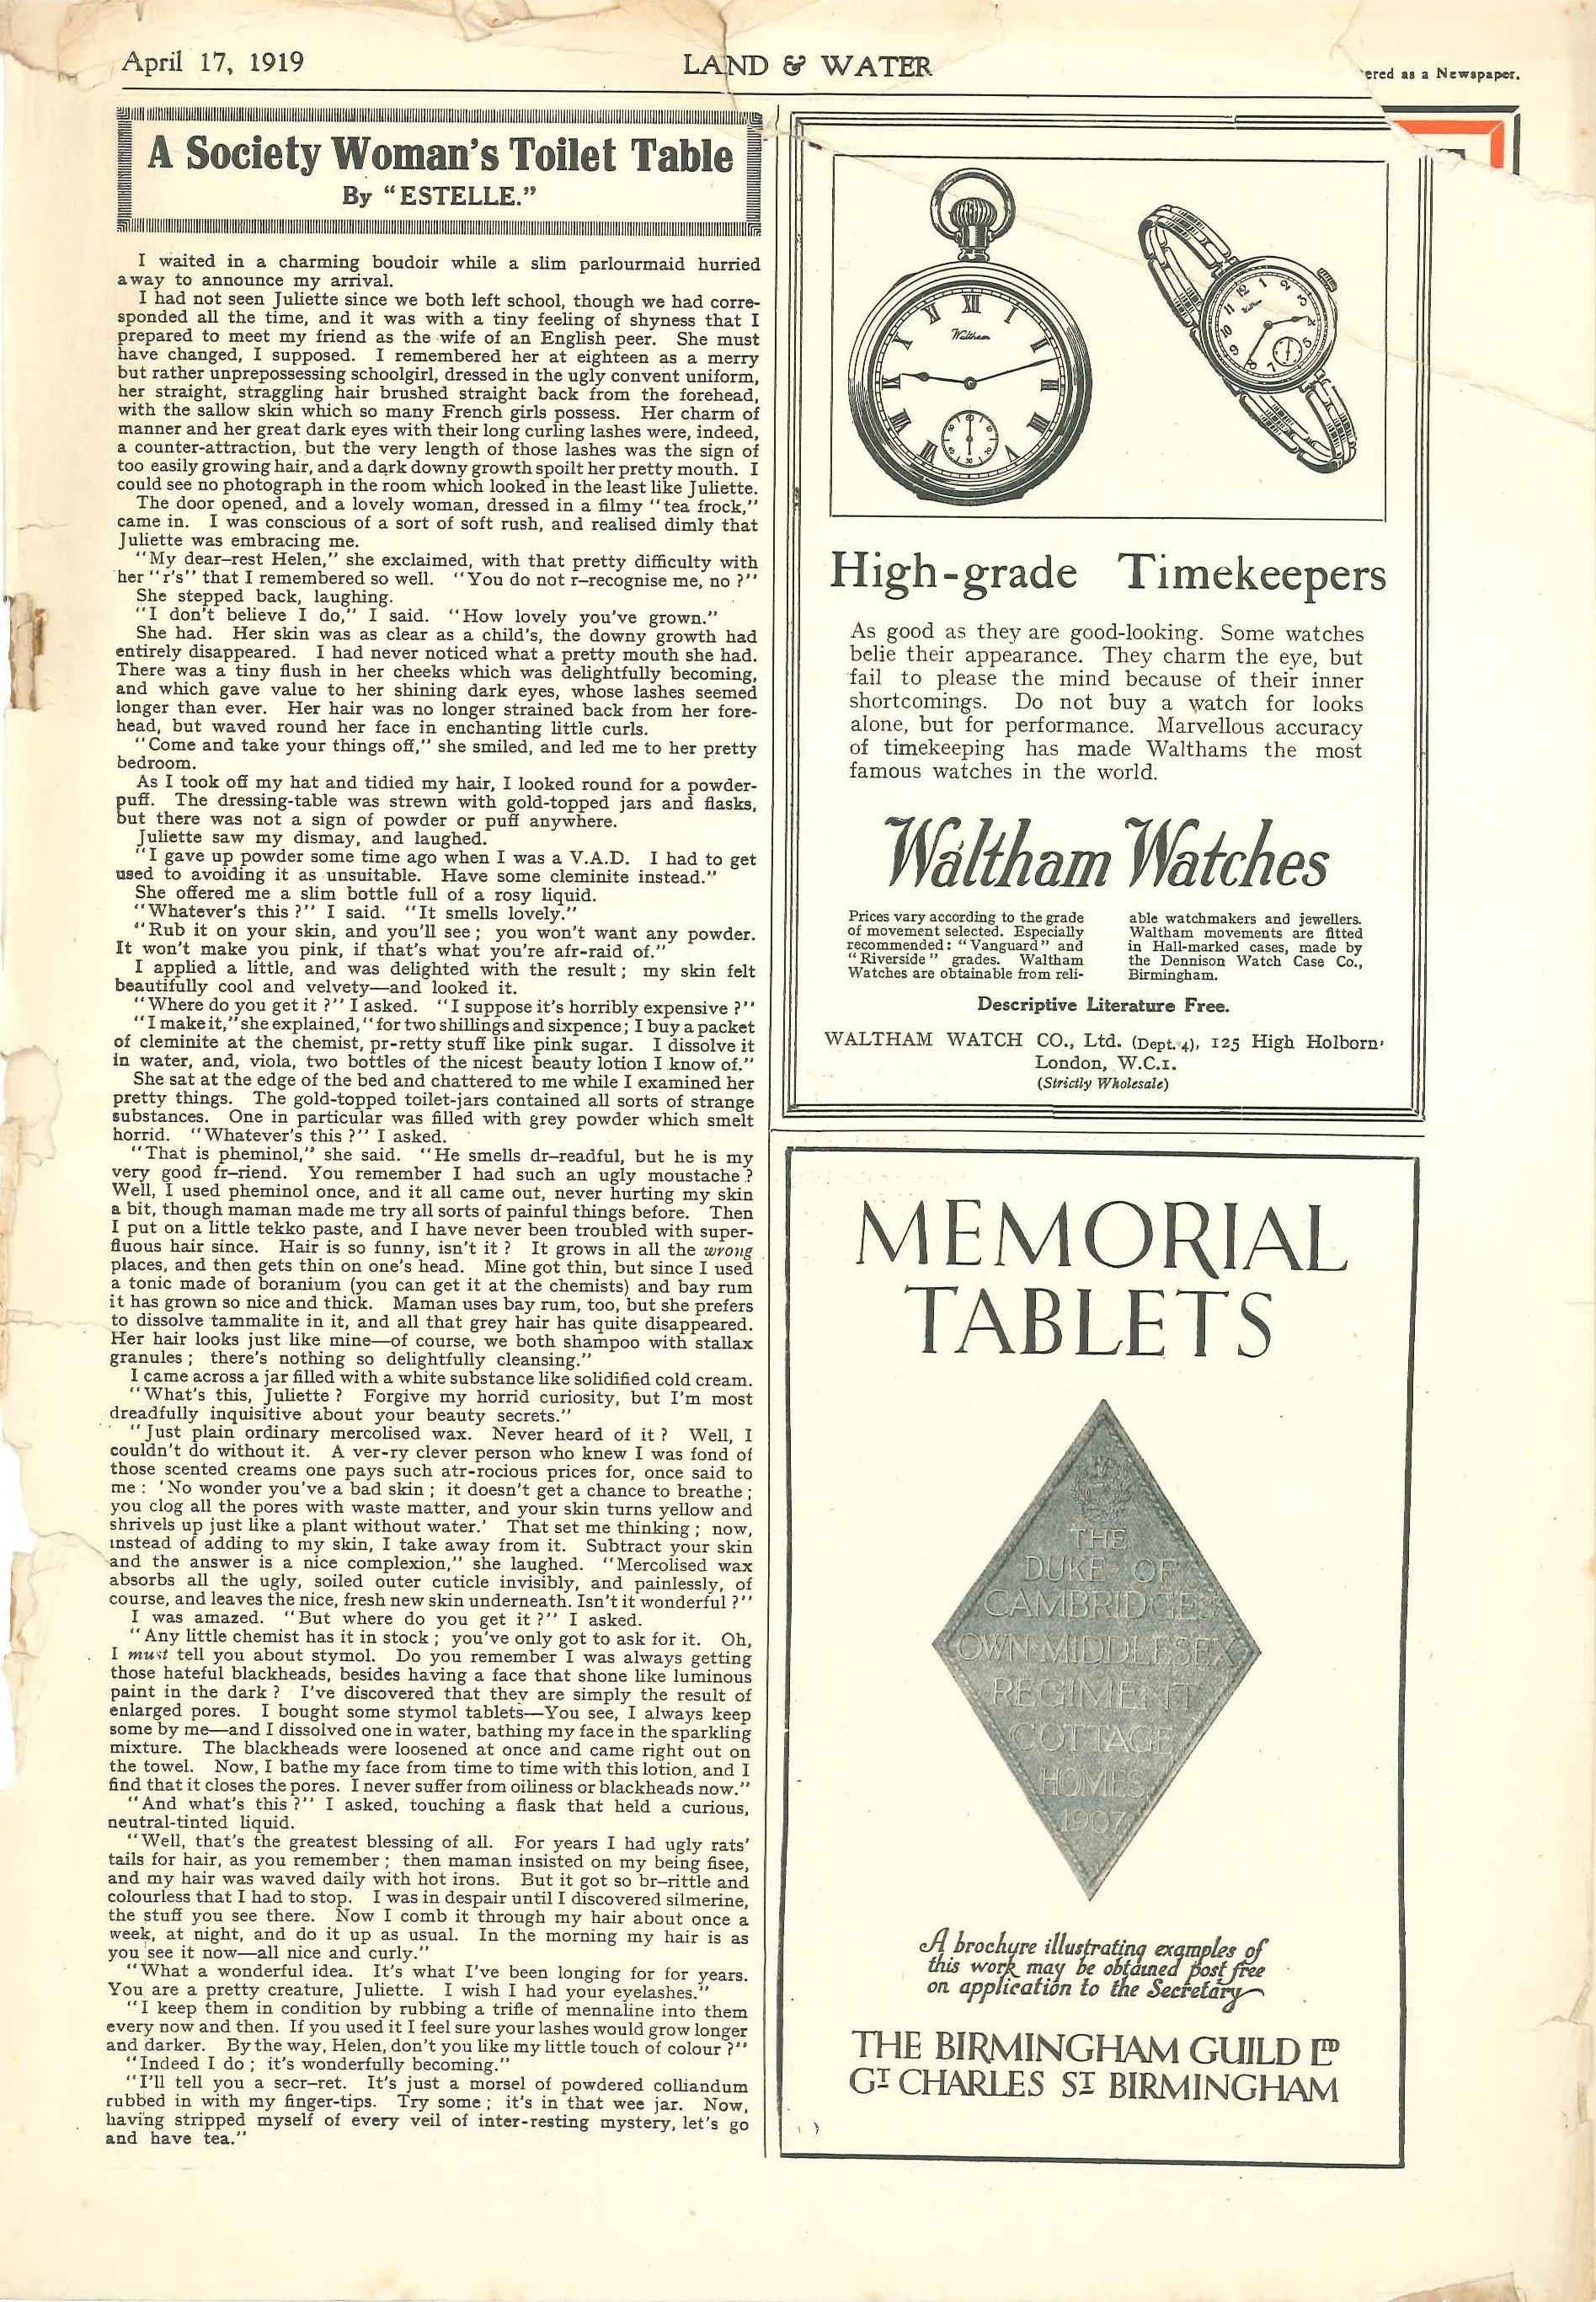 April 17, 1919
LAND & WATER
ered as a Newspaper.
A Society Woman's Toilet Table
By "ESTELLE."
I waited in a charming boudoir while a slim parlourmaid hurried
away to announce my arrival.
I had not seen Juliette since we both left school, though we had corre-
sponded all the time, and it was with a tiny feeling of shyness that I
prepared to meet my friend as the wife of an English peer. She must
have changed, I supposed. I remembered her at eighteen as a merry
but rather unprepossessing schoolgirl, dressed in the ugly convent uniform,
her straight, straggling hair brushed straight back from the forehead,
with the sallow skin which so many French girls possess. Her charm of
manner and her great dark eyes with their long curling lashes were, indeed,
a counter-attraction, but the very length of those lashes was the sign of
too easily growing hair, and a dark downy growth spoilt her pretty mouth. I
could see no photograph in the room which looked in the least like Juliette.
The door opened, and a lovely woman, dressed in a filmy "tea frock,"
came in. I was conscious of a sort of soft rush, and realised dimly that
Juliette was embracing me.
"My dear–rest Helen," she exclaimed, with that pretty difficulty with
her "r's" that I remembered so well. "You do not r–recognise me, no ?"
She stepped back, laughing.
"I don't believe I do," I said. "How lovely you've grown."
She had. Her skin was as clear as a child's, the downy growth had
entirely disappeared. I had never noticed what a pretty mouth she had.
There was a tiny flush in her cheeks which was delightfully becoming,
and which gave value to her shining dark eyes, whose lashes seemed
longer than ever. Her hair was no longer strained back from her fore-
head, but waved round her face in enchanting little curls.
"Come and take your things off," she smiled, and led me to her pretty
bedroom.
As I took off my hat and tidied my hair, I looked round for a powder-
puff. The dressing-table was strewn with gold-topped jars and flasks,
but there was not a sign of powder or puff anywhere.
Juliette saw my dismay, and laughed.
"I gave up powder some time ago when I was a V.A.D. I had to get
used to avoiding it as unsuitable. Have some cleminite instead."
She offered me a slim bottle full of a rosy liquid.
"Whatever's this ?" I said. "It smells lovely."
"Rub it on your skin, and you'll see ; you won't want any powder.
It won't make you pink, if that's what you're afr-raid of."
I applied a little, and was delighted with the result ; my skin felt
beautifully cool and velvety—and looked it.
"Where do you get it ?" I asked. "I suppose it's horribly expensive ?"
"I make it," she explained, "for two shillings and sixpence ; I buy a packet
of cleminite at the chemist, pr-retty stuff like pink sugar. I dissolve it
in water, and, viola, two bottles of the nicest beauty lotion I know of."
She sat at the edge of the bed and chattered to me while I examined her
pretty things. The gold-topped toilet-jars contained all sorts of strange
substances. One in particular was filled with grey powder which smelt
horrid. "Whatever's this ?" I asked.
"That is pheminol," she said. "He smells dr–readful, but he is my
very good fr–riend. You remember I had such an ugly moustache ?
Well, I used pheminol once, and it all came out, never hurting my skin
a bit, though maman made me try all sorts of painful things before. Then
I put on a little tekko paste, and I have never been troubled with super-
fluous hair since. Hair is so funny, isn't it ? It grows in all the wrong
places, and then gets thin on one's head. Mine got thin, but since I used
a tonic made of boranium (you can get it at the chemists) and bay rum
it has grown so nice and thick. Maman uses bay rum, too, but she prefers
to dissolve tammalite in it, and all that grey hair has quite disappeared.
Her hair looks just like mine—of course, we both shampoo with stallax
granules ; there's nothing so delightfully cleansing."
I came across a jar filled with a white substance like solidified cold cream.
"What's this, Juliette ? Forgive my horrid curiosity, but I'm most
dreadfully inquisitive about your beauty secrets."
"Just plain ordinary mercolised wax. Never heard of it ? Well, I
couldn't do without it. A ver-ry clever person who knew I was fond of
those scented creams one pays such atr-rocious prices for, once said to
me : 'No wonder you've a bad skin ; it doesn't get a chance to breathe ;
you clog all the pores with waste matter, and your skin turns yellow and
shrivels up just like a plant without water.' That set me thinking ; now,
instead of adding to my skin, I take away from it. Subtract your skin
and the answer is a nice complexion," she laughed. "Mercolised wax
absorbs all the ugly, soiled outer cuticle invisibly, and painlessly, of
course, and leaves the nice, fresh new skin underneath. Isn't it wonderful ?"
I was amazed. "But where do you get it ?" I asked.
"Any little chemist has it in stock ; you've only got to ask for it. Oh,
I must tell you about stymol. Do you remember I was always getting
those hateful blackheads, besides having a face that shone like luminous
paint in the dark ? I've discovered that they are simply the result of
enlarged pores. I bought some stymol tablets—You see, I always keep
some by me—and I dissolved one in water, bathing my face in the sparkling
mixture. The blackheads were loosened at once and came right out on
the towel. Now, I bathe my face from time to time with this lotion, and I
find that it closes the pores. I never suffer from oiliness or blackheads now."
"And what's this ?" I asked, touching a flask that held a curious,
neutral-tinted liquid.
"Well, that's the greatest blessing of all. For years I had ugly rats'
tails for hair, as you remember ; then maman insisted on my being fisee,
and my hair was waved daily with hot irons. But it got so br–rittle and
colourless that I had to stop. I was in despair until I discovered silmerine,
the stuff you see there. Now I comb it through my hair about once a
week, at night, and do it up as usual. In the morning my hair is as
you see it now—all nice and curly."
"What a wonderful idea. It's what I've been longing for for years.
You are a pretty creature, Juliette. I wish I had your eyelashes."
"I keep them in condition by rubbing a trifle of mennaline into them
every now and then. If you used it I feel sure your lashes would grow longer
and darker. By the way, Helen, don't you like my little touch of colour ?"
"Indeed I do ; it's wonderfully becoming."
"I'll tell you a secr–ret. It's just a morsel of powdered colliandum
rubbed in with my finger-tips. Try some ; it's in that wee jar. Now,
having stripped myself of every veil of inter-resting mystery, let's go
and have tea."
Waltham
High-grade Timekeepers
As good as they are good-looking. Some watches
belie their appearance. They charm the eye, but
fail to please the mind because of their inner
shortcomings. Do not buy a watch for looks
alone, but for performance. Marvellous accuracy
of timekeeping has made Walthams the most
famous watches in the world.
Waltham Watches
Prices vary according to the grade
of movement selected. Especially
recommended: "Vanguard" and
"Riverside" grades. Waltham
Watches are obtainable from reli-
able watchmakers and jewellers.
Waltham movements are fitted
in Hall-marked cases, made by
the Dennison Watch Case Co.,
Birmingham.
Descriptive Literature Free.
WALTHAM WATCH CO., Ltd. (Dept. 4), 125 High Holborn,
London, W.C.1.
(Strictly Wholesale)
MEMORIAL
TABLETS
THE
DUKE OF
CAMBRIDGES
OWN MIDDLESEX
REGIMENT
COTTAGE
HOMES
1907
A brochure illustrating examples of
this work may be obtained post free
on application to the Secretary
THE BIRMINGHAM GUILD LTD
GT CHARLES ST BIRMINGHAM